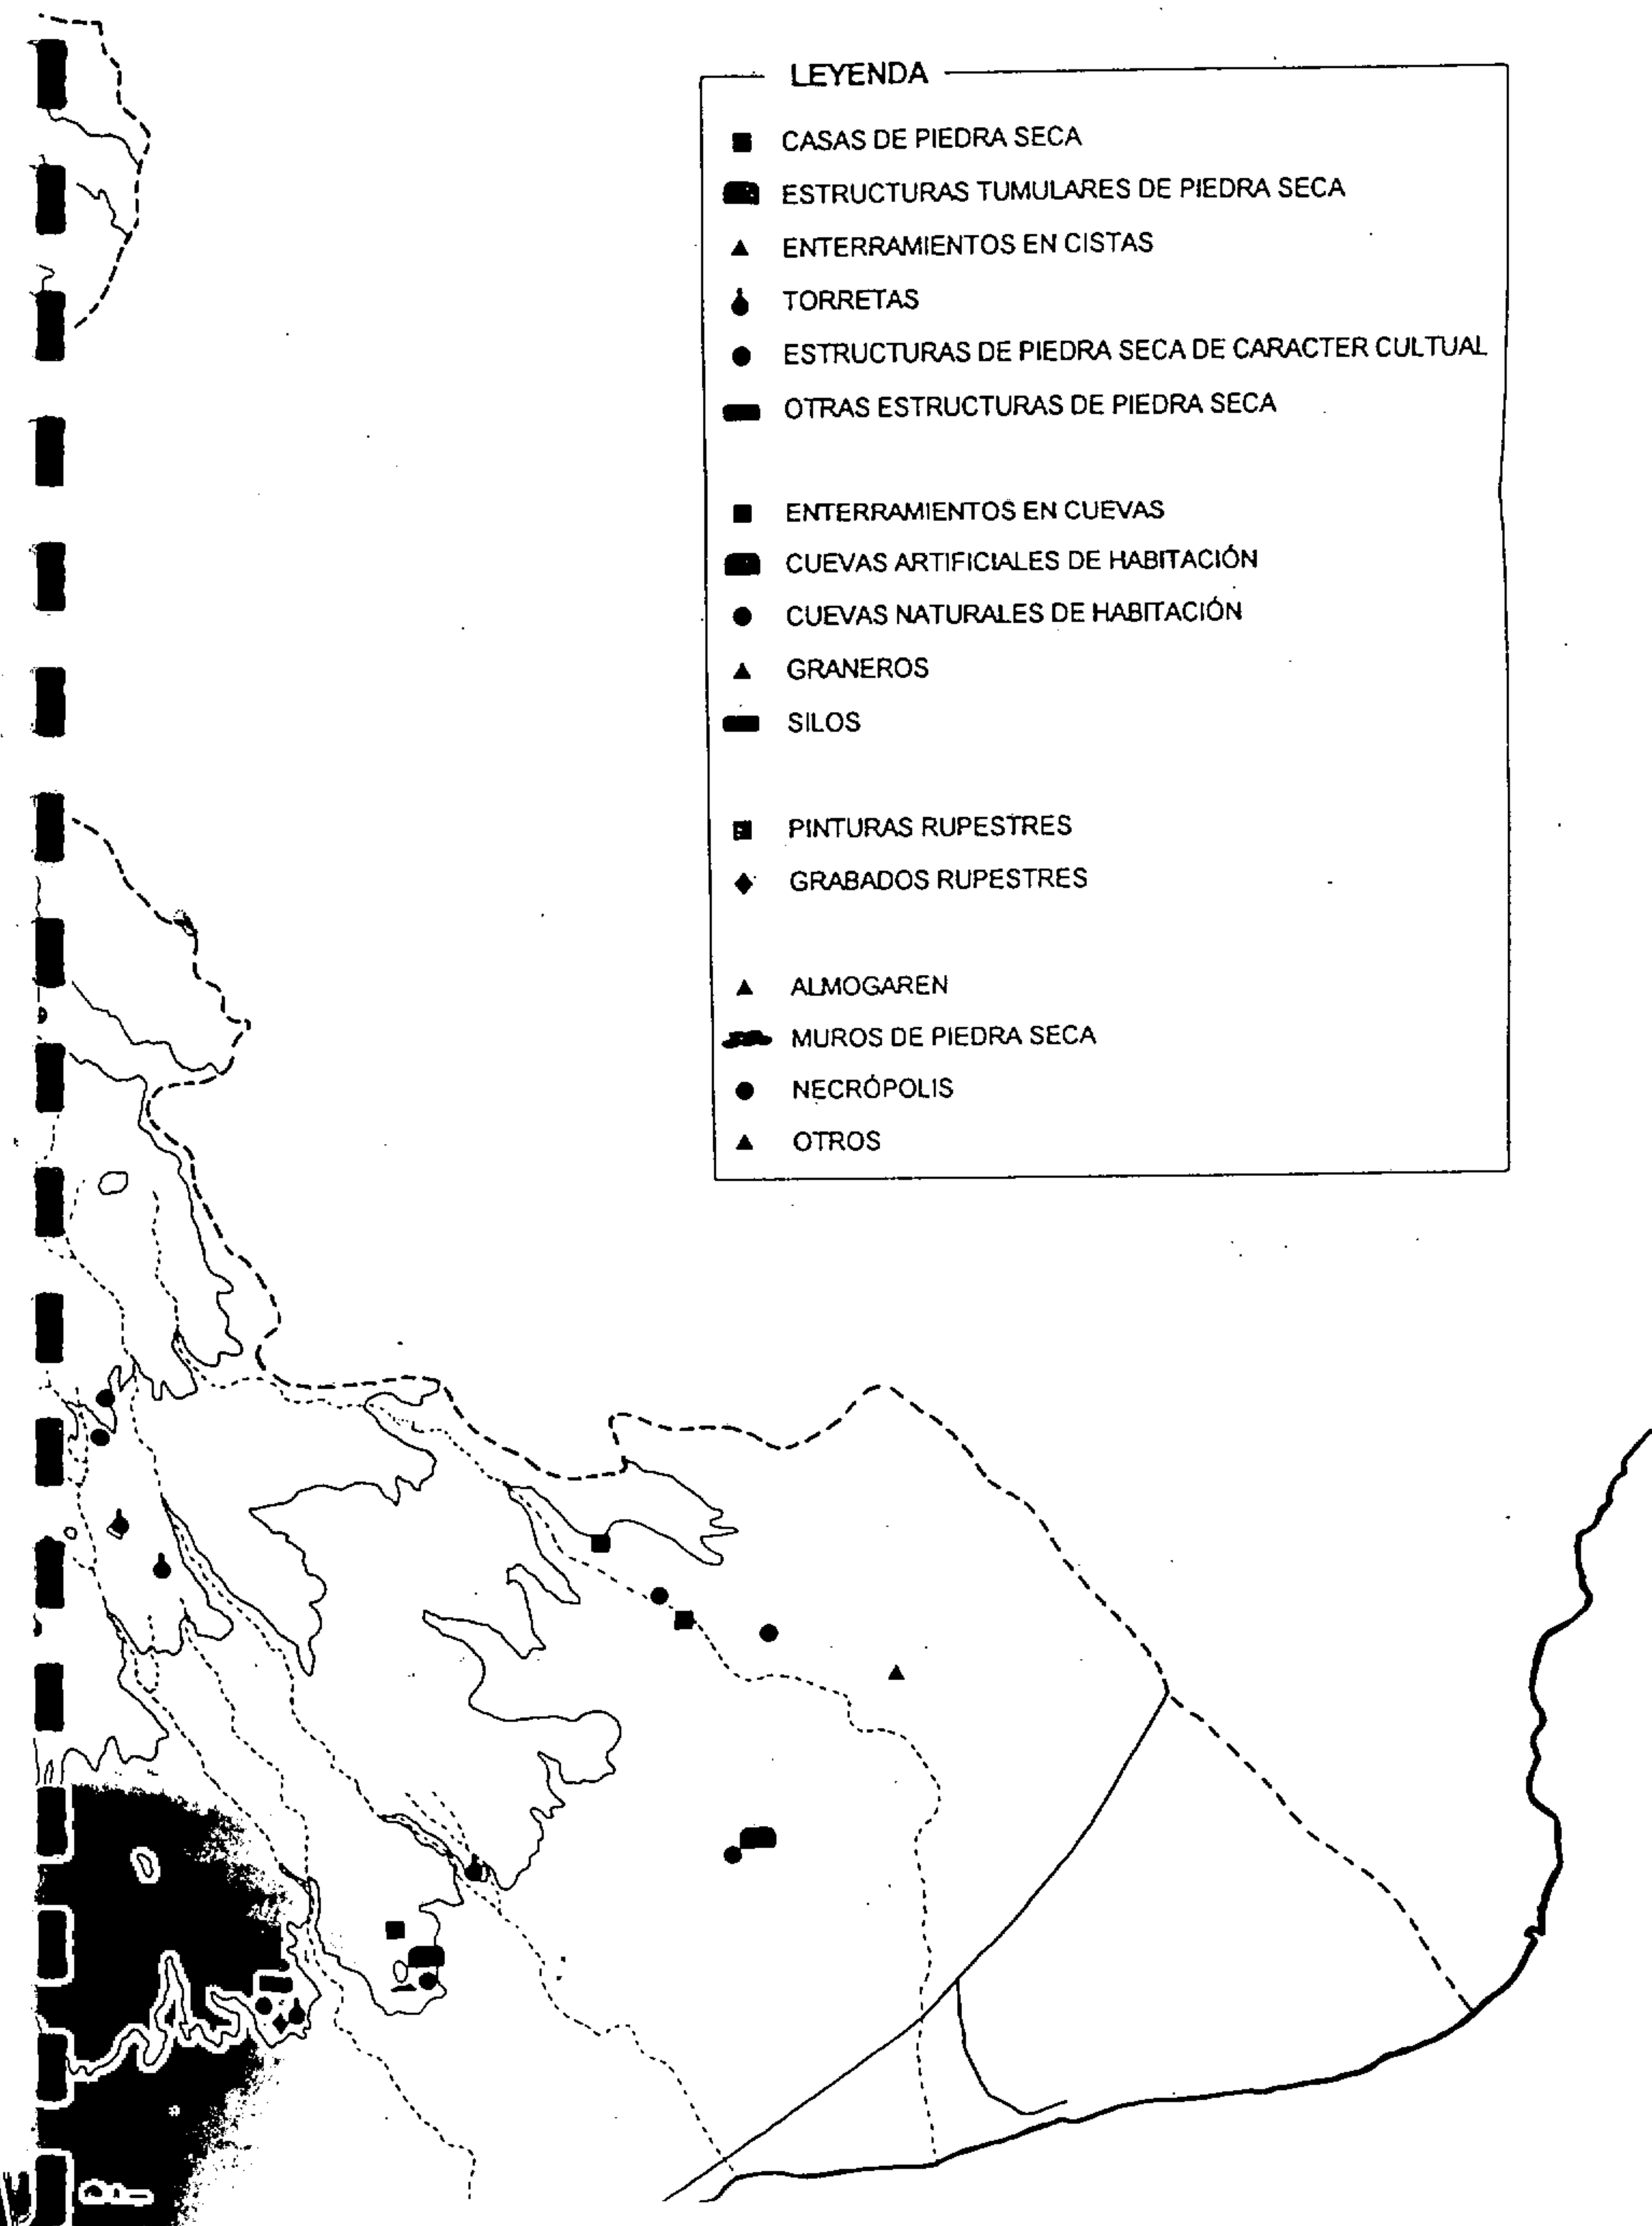 LEYENDA
CASAS DE PIEDRA SECA
ESTRUCTURAS TUMULARES DE PIEDRA SECA
ENTERRAMIENTOS EN CISTAS
TORRETAS
ESTRUCTURAS DE PIEDRA SECA DE CARACTER CULTUAL
OTRAS ESTRUCTURAS DE PIEDRA SECA
ENTERRAMIENTOS EN CUEVAS
CUEVAS ARTIFICIALES DE HABITACIÓN
CUEVAS NATURALES DE HABITACIÓN
GRANEROS
SILOS
PINTURAS RUPESTRES
GRABADOS RUPESTRES
ALMOGAREN
MUROS DE PIEDRA SECA
NECRÓPOLIS
OTROS